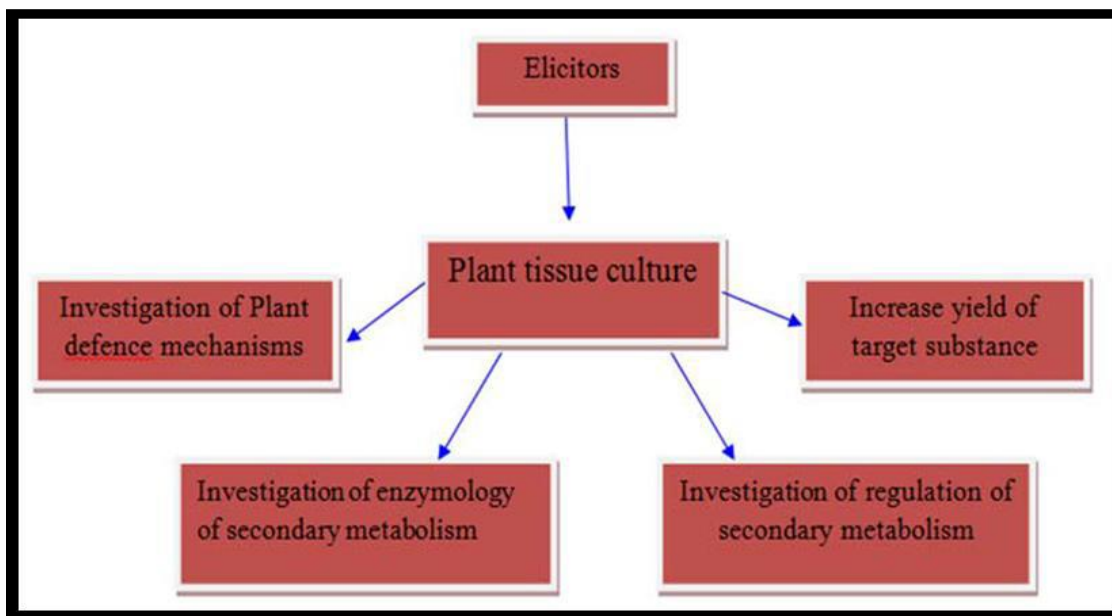 Elicitors
Plant tissue culture
Investigation of Plant
defence mechanisms
Increase yield of
target substance
Investigation of enzymology
of secondary metabolism
Investigation of regulation of
secondary metabolism